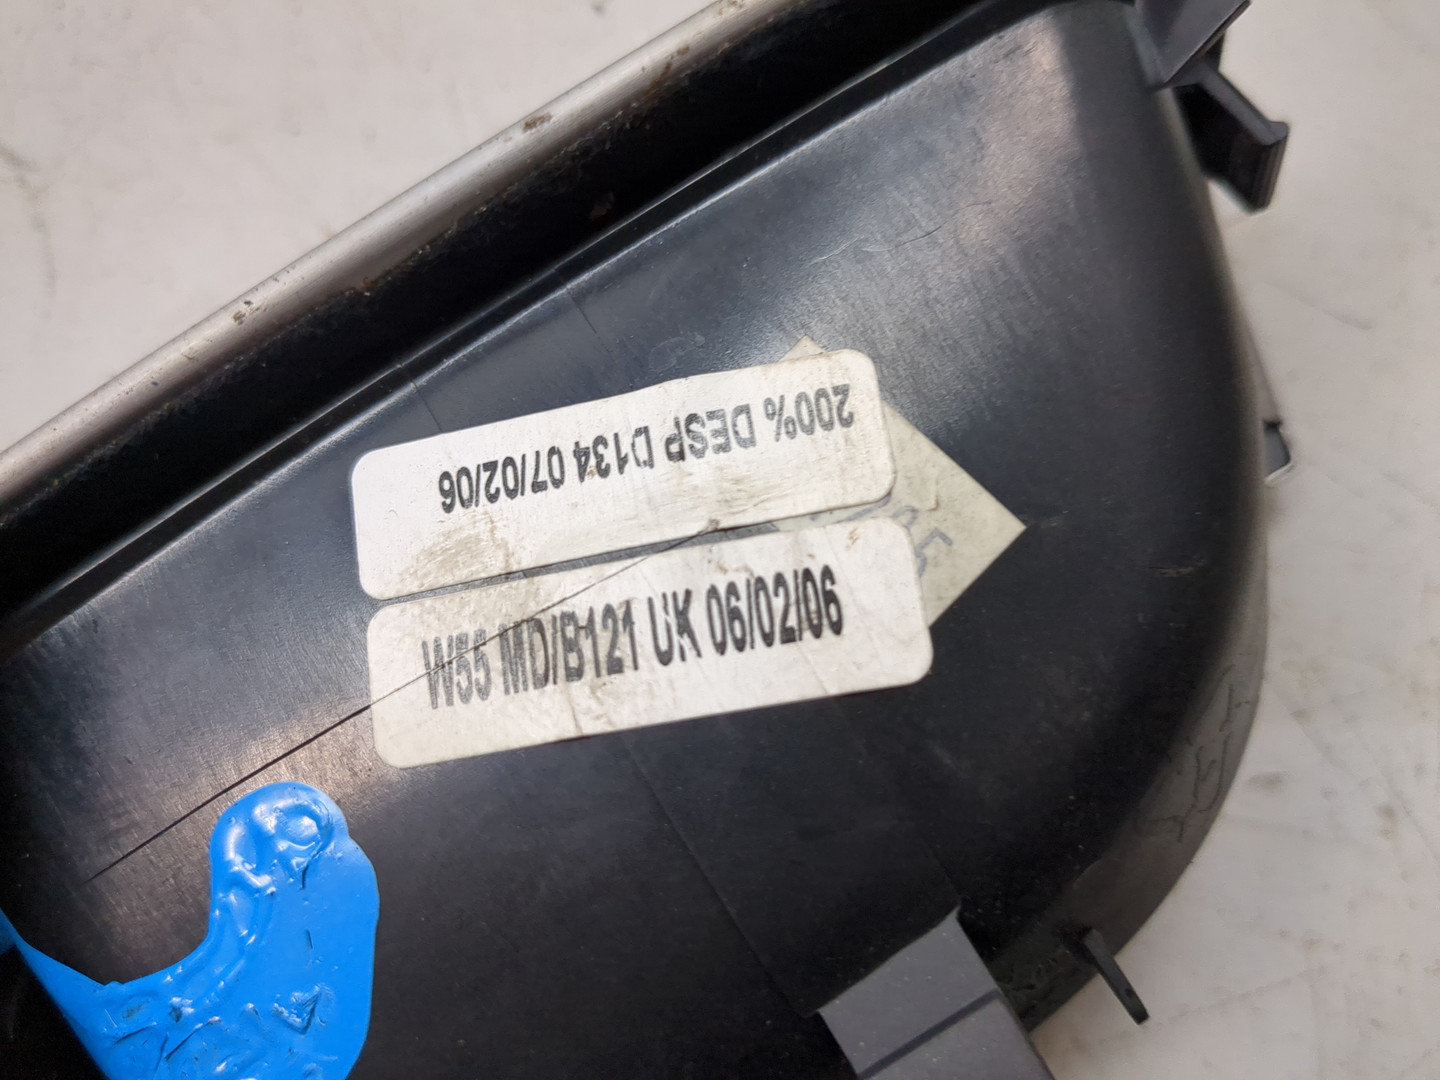 200% DESP D134 07/02/06
W55 MD/B121 UK 06/02/06